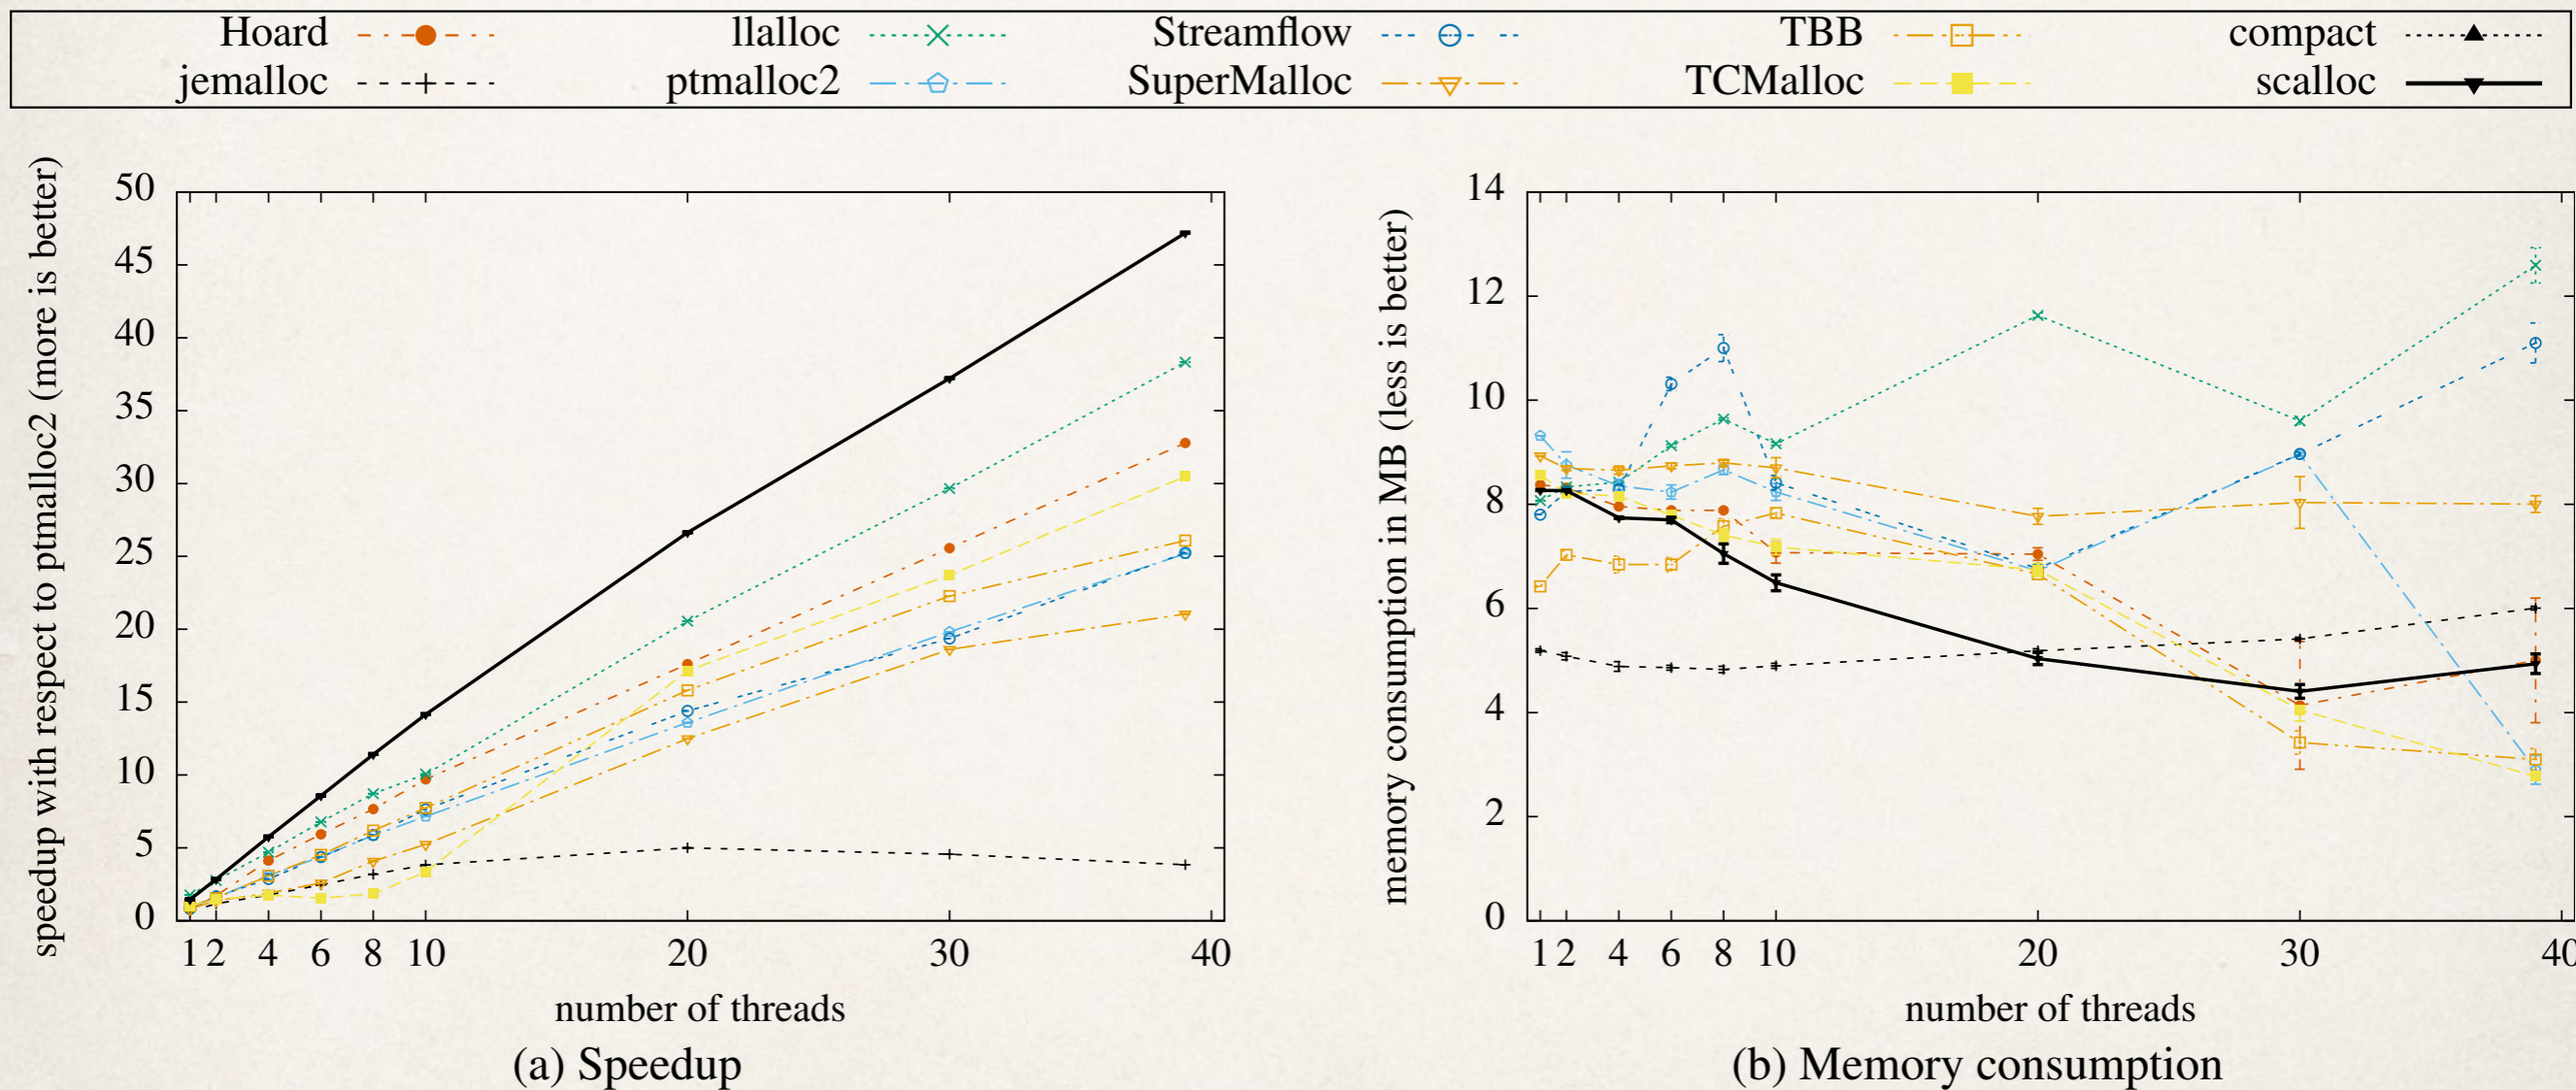 Hoard llalloc Streamflow TBB compact
jemalloc ptmalloc2 SuperMalloc TCMalloc scalloc
speedup with respect to ptmalloc2 (more is better)
50
45
40
35
30
25
20
15
10
5
0
1 2 4 6 8 10 20 30 40
number of threads
(a) Speedup
memory consumption in MB (less is better)
14
12
10
8
6
4
2
0
1 2 4 6 8 10 20 30 40
number of threads
(b) Memory consumption